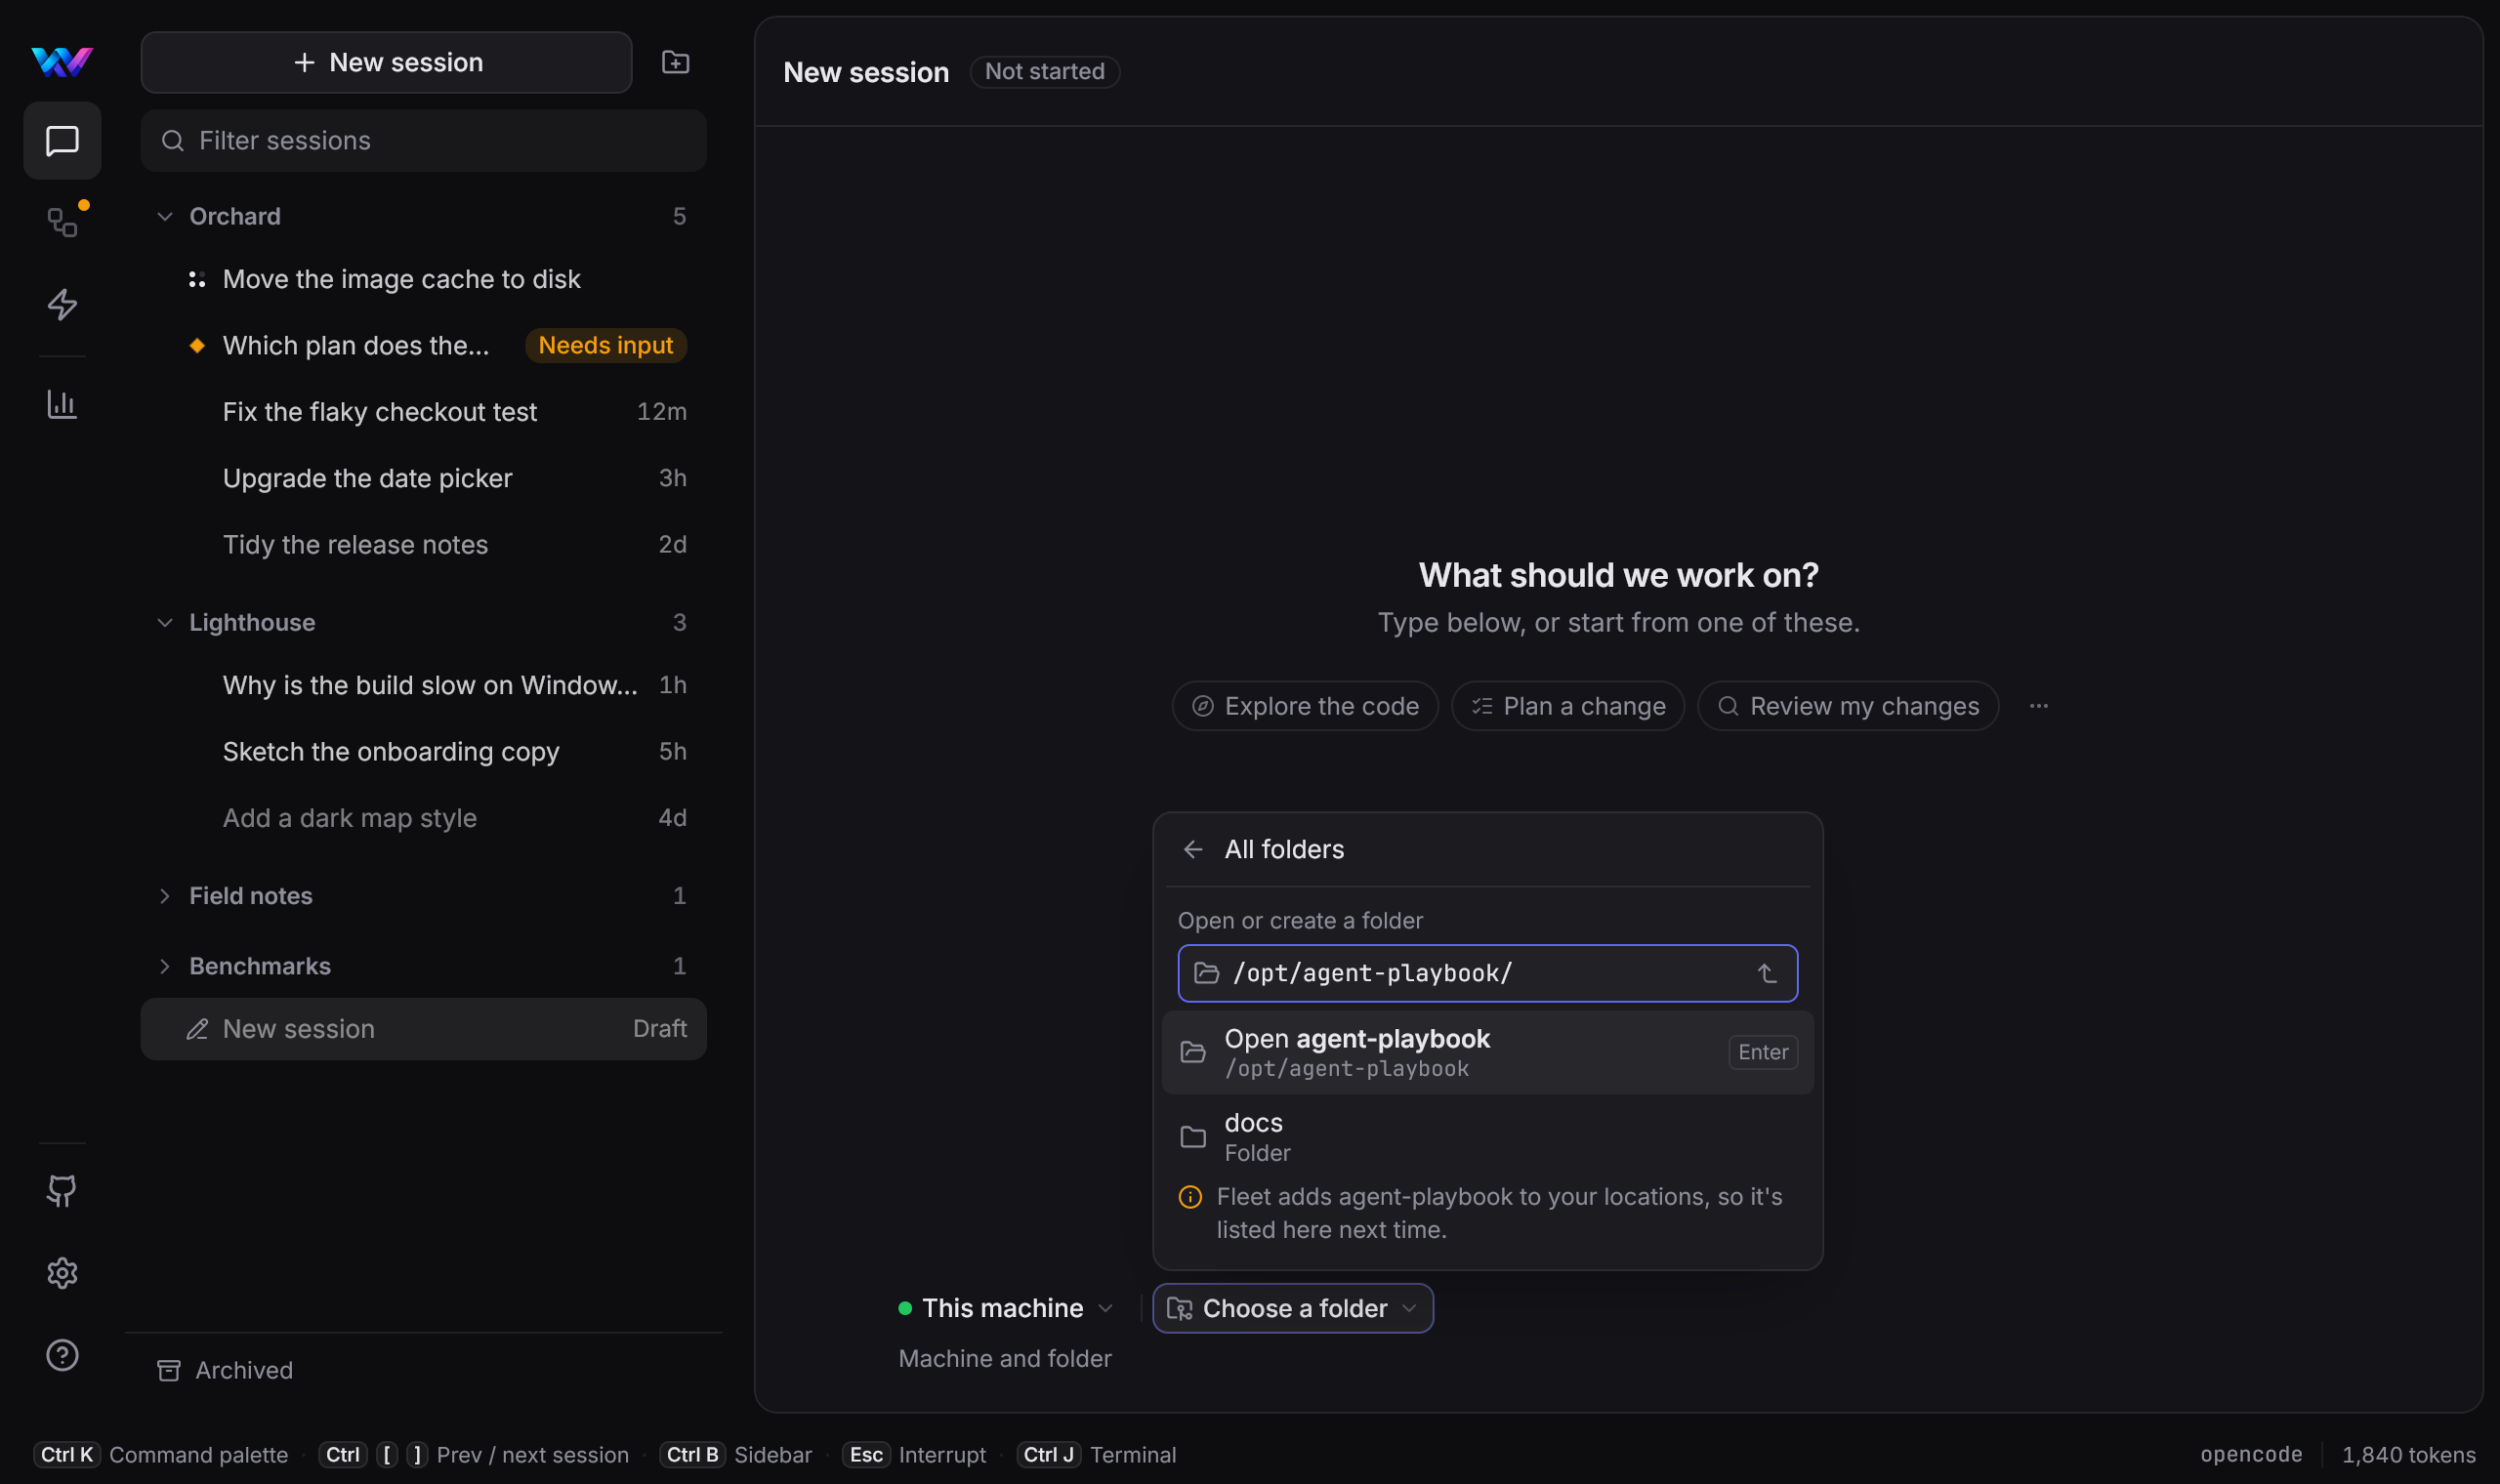 New session
Filter sessions
Orchard 5
Move the image cache to disk
Which plan does the... Needs input
Fix the flaky checkout test 12m
Upgrade the date picker 3h
Tidy the release notes 2d
Lighthouse 3
Why is the build slow on Window... 1h
Sketch the onboarding copy 5h
Add a dark map style 4d
Field notes 1
Benchmarks 1
New session Draft
Archived
New session Not started
What should we work on?
Type below, or start from one of these.
Explore the code Plan a change Review my changes ...
All folders
Open or create a folder
/opt/agent-playbook/
Open agent-playbook Enter
/opt/agent-playbook
docs
Folder
Fleet adds agent-playbook to your locations, so it's
listed here next time.
This machine Choose a folder
Machine and folder
Ctrl K Command palette · Ctrl [ ] Prev / next session · Ctrl B Sidebar · Esc Interrupt · Ctrl J Terminal opencode 1,840 tokens